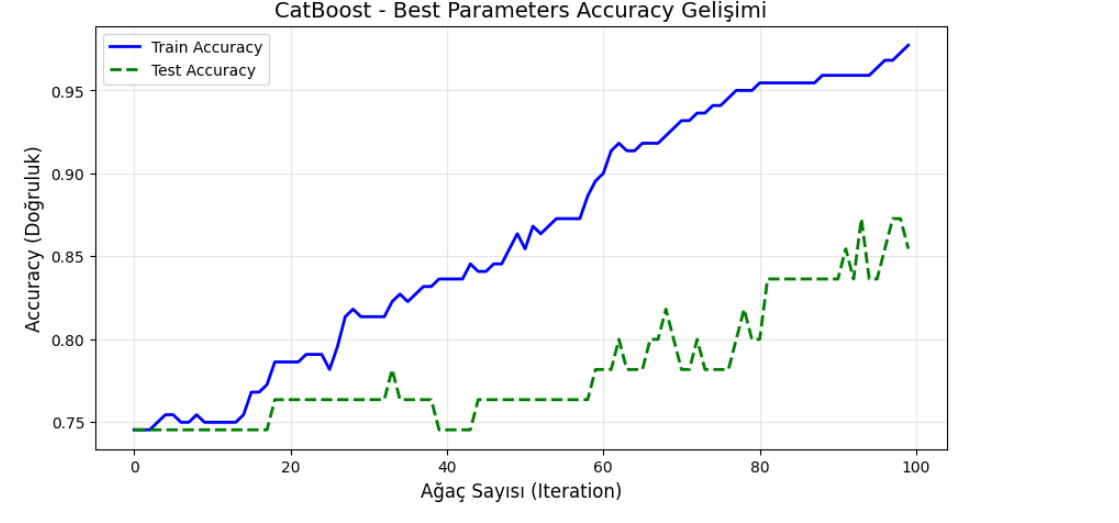 CatBoost - Best Parameters Accuracy Gelişimi
Train Accuracy
Test Accuracy
Accuracy (Doğruluk)
0.95
0.90
0.85
0.80
0.75
0 20 40 60 80 100
Ağaç Sayısı (Iteration)